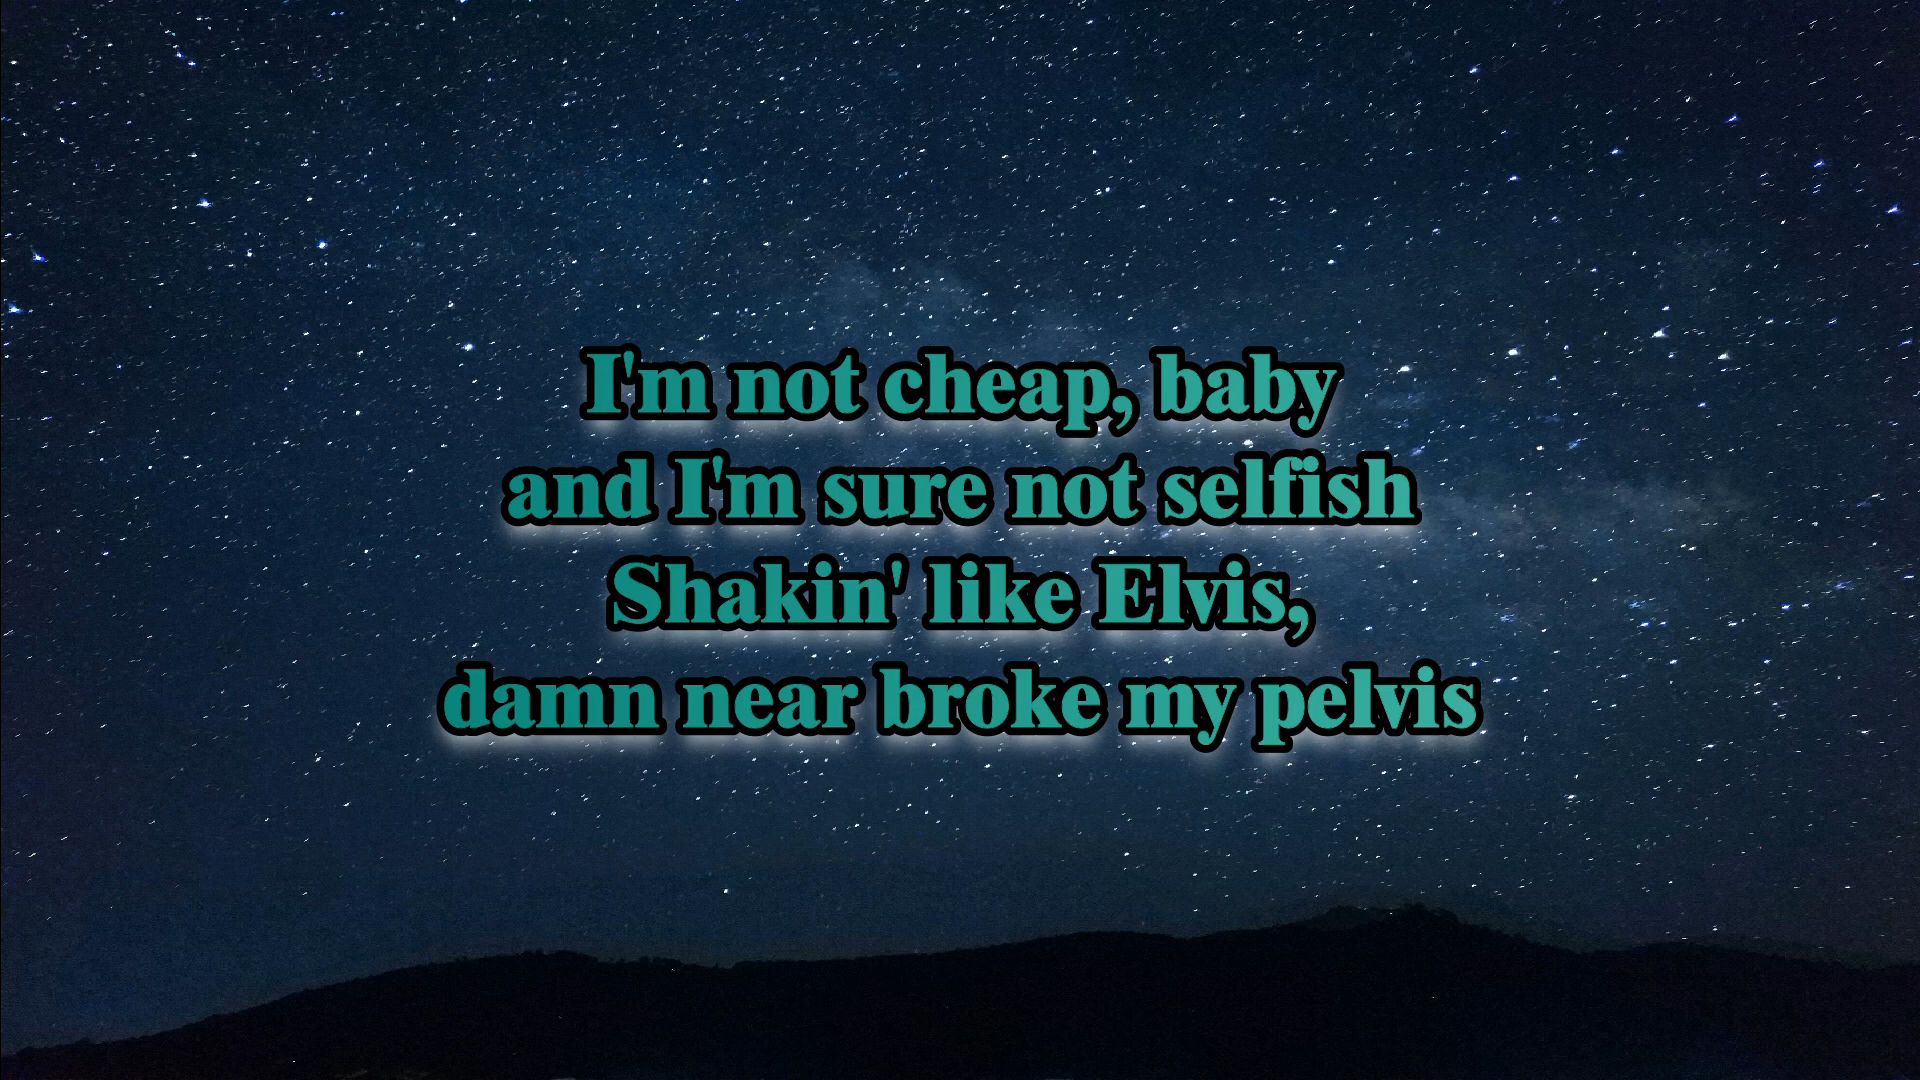 I'm not cheap, baby
and I'm sure not selfish
Shakin' like Elvis,
damn near broke my pelvis